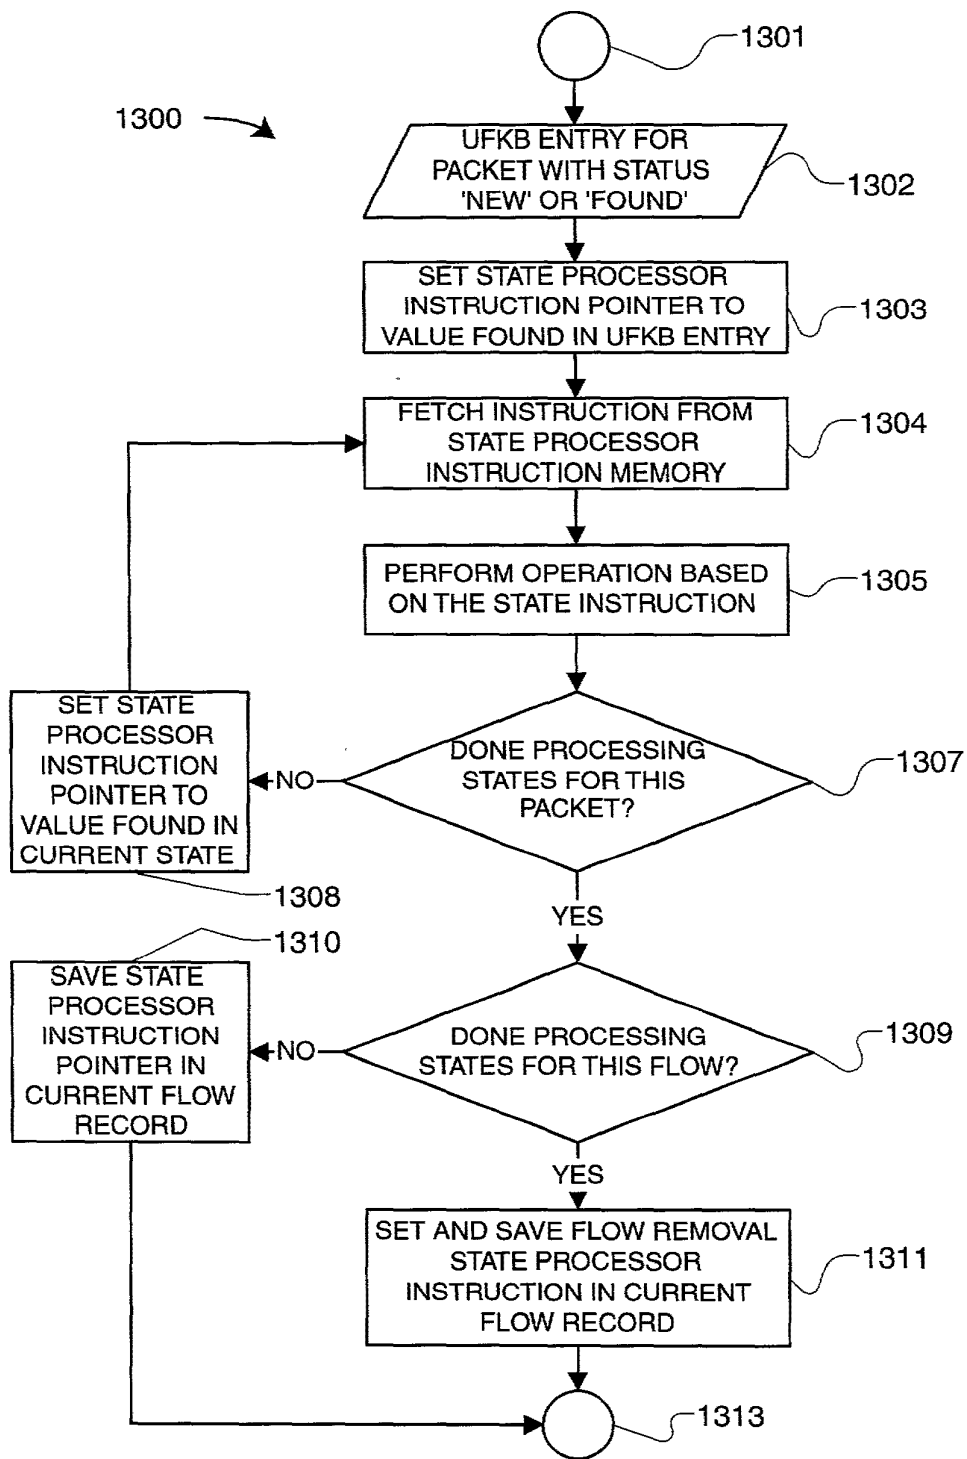 1301
1300
UFKB ENTRY FOR
PACKET WITH STATUS
'NEW' OR 'FOUND'
1302
SET STATE PROCESSOR
INSTRUCTION POINTER TO
VALUE FOUND IN UFKB ENTRY
1303
FETCH INSTRUCTION FROM
STATE PROCESSOR
INSTRUCTION MEMORY
1304
PERFORM OPERATION BASED
ON THE STATE INSTRUCTION
1305
SET STATE
PROCESSOR
INSTRUCTION
POINTER TO
VALUE FOUND IN
CURRENT STATE
NO
DONE PROCESSING
STATES FOR THIS
PACKET?
1307
1308
YES
1310
SAVE STATE
PROCESSOR
INSTRUCTION
POINTER IN
CURRENT FLOW
RECORD
NO
DONE PROCESSING
STATES FOR THIS FLOW?
1309
YES
SET AND SAVE FLOW REMOVAL
STATE PROCESSOR
INSTRUCTION IN CURRENT
FLOW RECORD
1311
1313